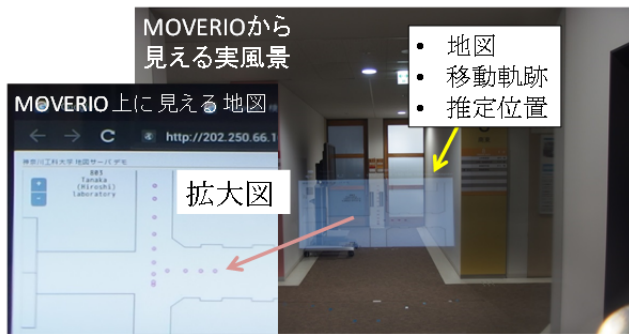 MOVERIOから
見える実風景
• 地図
• 移動軌跡
• 推定位置
MOVERIO上に見える地図
http://202.250.66.1
神奈川工科大学 地図サーバ デモ
803
Tanaka
(Hiroshi)
laboratory
拡大図